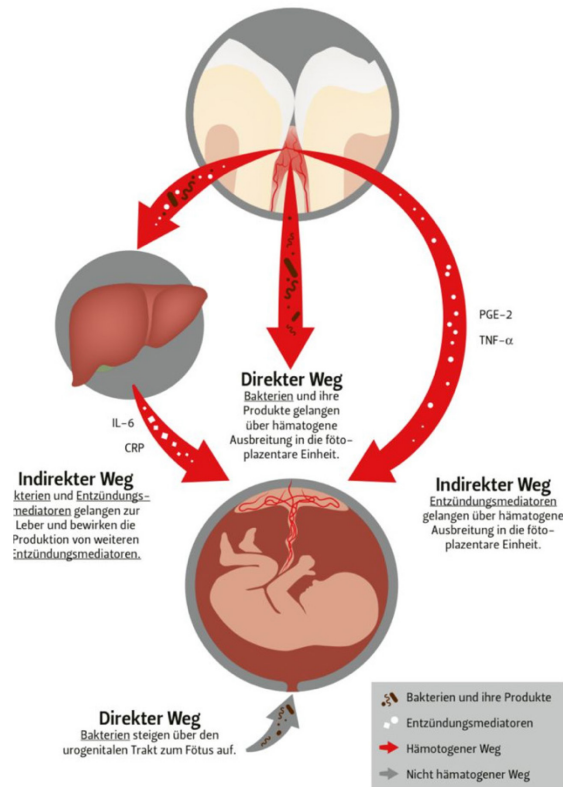 PGE-2
TNF-α
Direkter Weg
Bakterien und ihre
Produkte gelangen
über hämatogene
Ausbreitung in die föto-
plazentare Einheit.
IL-6
CRP
Indirekter Weg
kterien und Entzündungs-
mediatoren gelangen zur
Leber und bewirken die
Produktion von weiteren
Entzündungsmediatoren.
Indirekter Weg
Entzündungsmediatoren
gelangen über hämatogene
Ausbreitung in die föto-
plazentare Einheit.
Direkter Weg
Bakterien steigen über den
urogenitalen Trakt zum Fötus auf.
Bakterien und ihre Produkte
Entzündungsmediatoren
Hämotogener Weg
Nicht hämatogener Weg